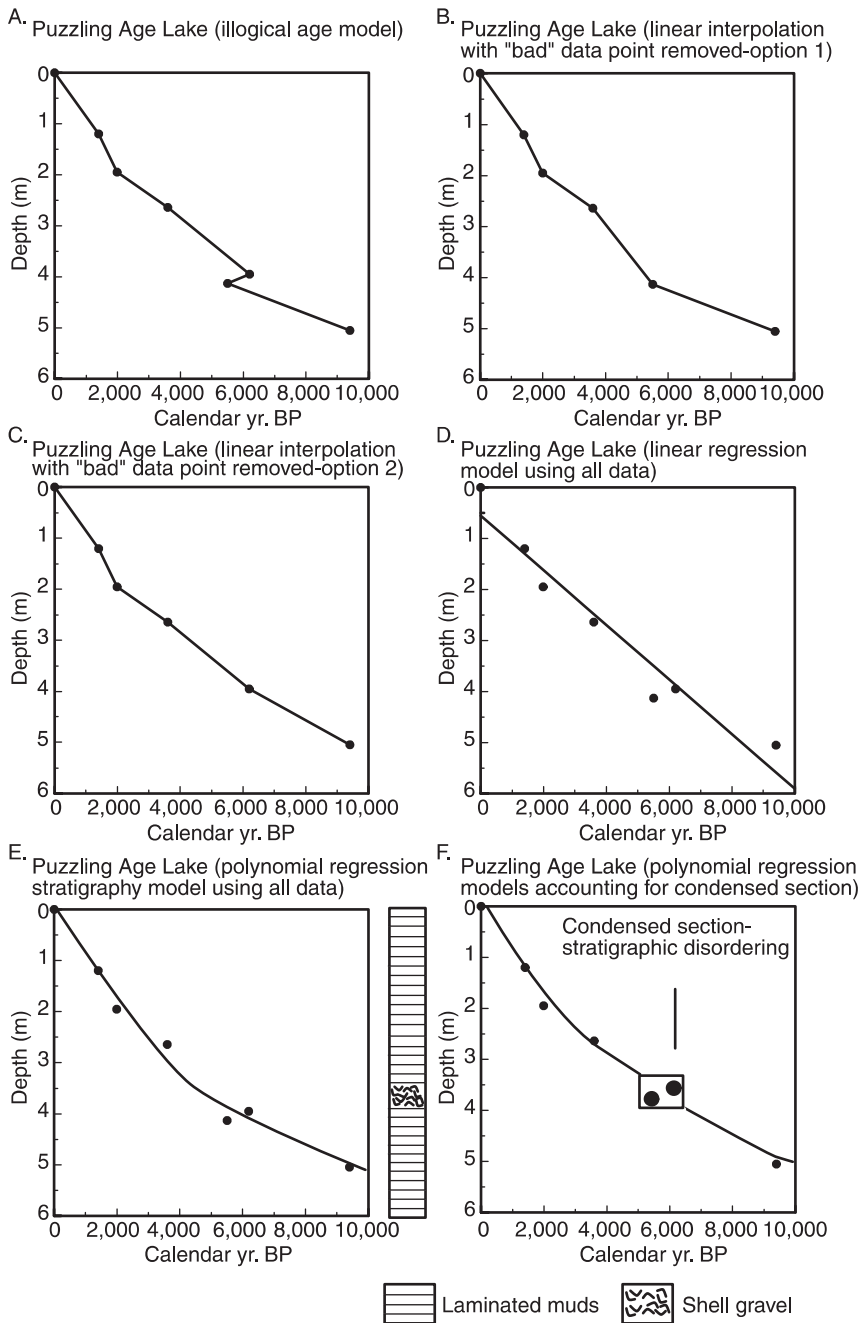 A. Puzzling Age Lake (illogical age model)
0
1
2
3
4
5
6
Depth (m)
0 2,000 4,000 6,000 8,000 10,000
Calendar yr. BP
B. Puzzling Age Lake (linear interpolation
with "bad" data point removed-option 1)
0
1
2
3
4
5
6
Depth (m)
0 2,000 4,000 6,000 8,000 10,000
Calendar yr. BP
C. Puzzling Age Lake (linear interpolation
with "bad" data point removed-option 2)
0
1
2
3
4
5
6
Depth (m)
0 2,000 4,000 6,000 8,000 10,000
Calendar yr. BP
D. Puzzling Age Lake (linear regression
model using all data)
0
1
2
3
4
5
6
Depth (m)
0 2,000 4,000 6,000 8,000 10,000
Calendar yr. BP
E. Puzzling Age Lake (polynomial regression
stratigraphy model using all data)
0
1
2
3
4
5
6
Depth (m)
0 2,000 4,000 6,000 8,000 10,000
Calendar yr. BP
F. Puzzling Age Lake (polynomial regression
models accounting for condensed section)
Condensed section-
stratigraphic disordering
0
1
2
3
4
5
6
Depth (m)
0 2,000 4,000 6,000 8,000 10,000
Calendar yr. BP
Laminated muds
Shell gravel